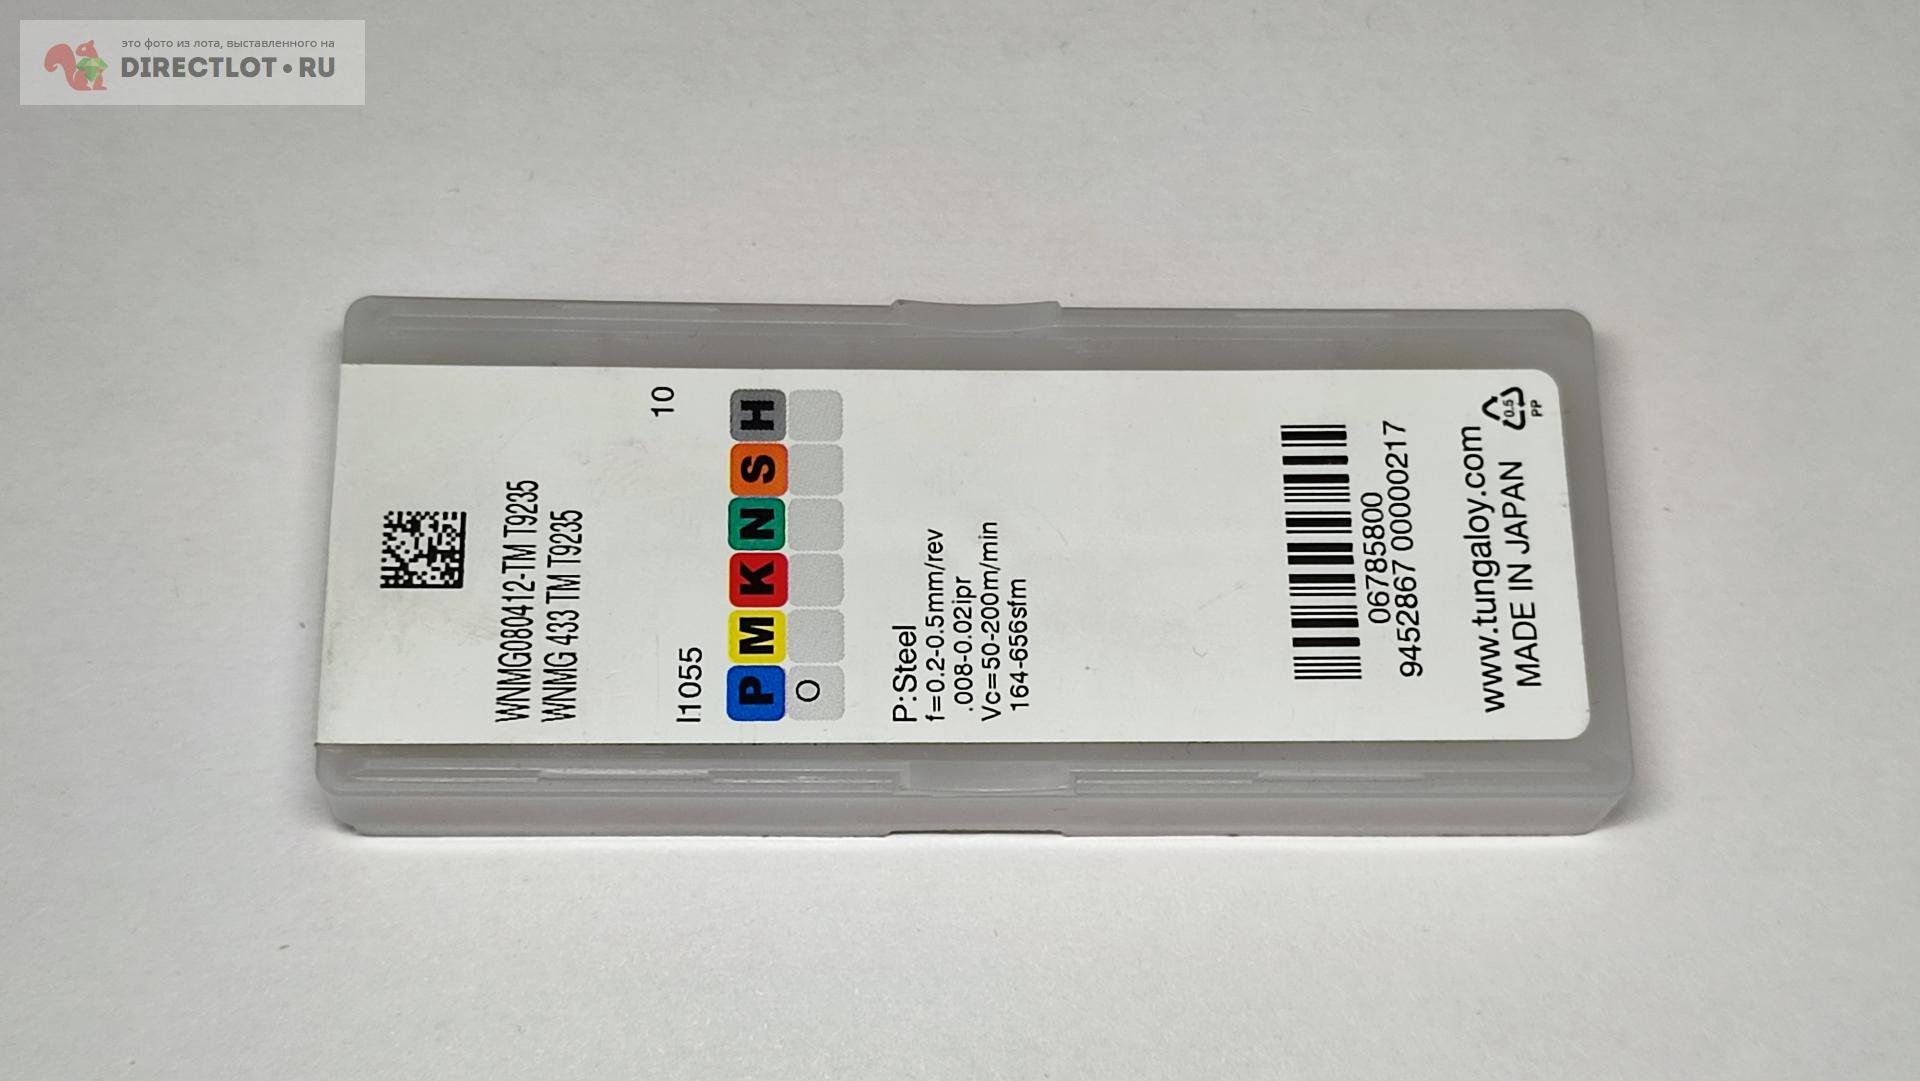 это фото из лота, выставленного на
DIRECTLOT•RU
WNMG080412-TM T9235
WNMG 433 TM T9235
10
I1055
P M K N S H
O
P:Steel
f=0.2-0.5mm/rev
.008-0.02ipr
Vc=50-200m/min
164-656sfm
06785800
9452867 00000217
www.tungaloy.com
MADE IN JAPAN
0.5
PP